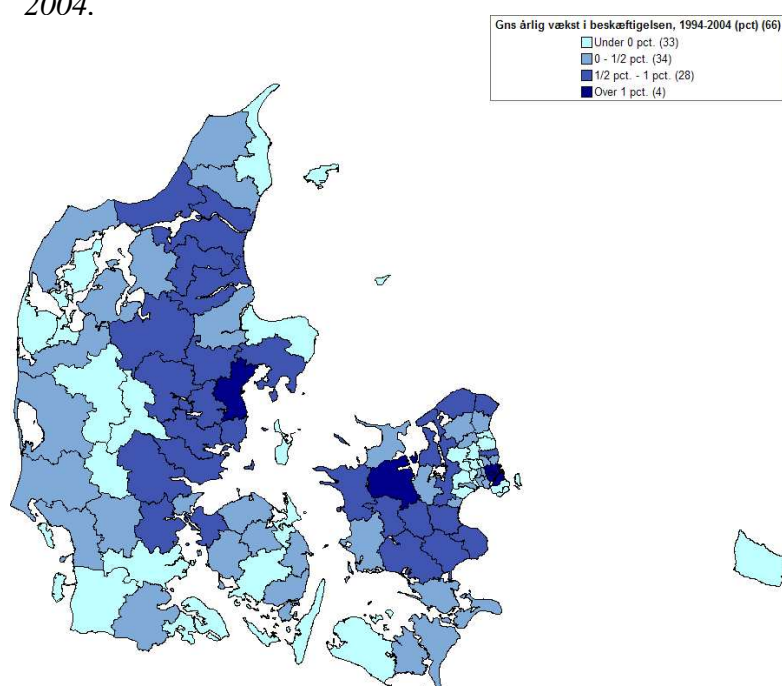 2004.
Gns årlig vækst i beskæftigelsen, 1994-2004 (pct) (66)
Under 0 pct. (33)
0 - 1/2 pct. (34)
1/2 pct. - 1 pct. (28)
Over 1 pct. (4)